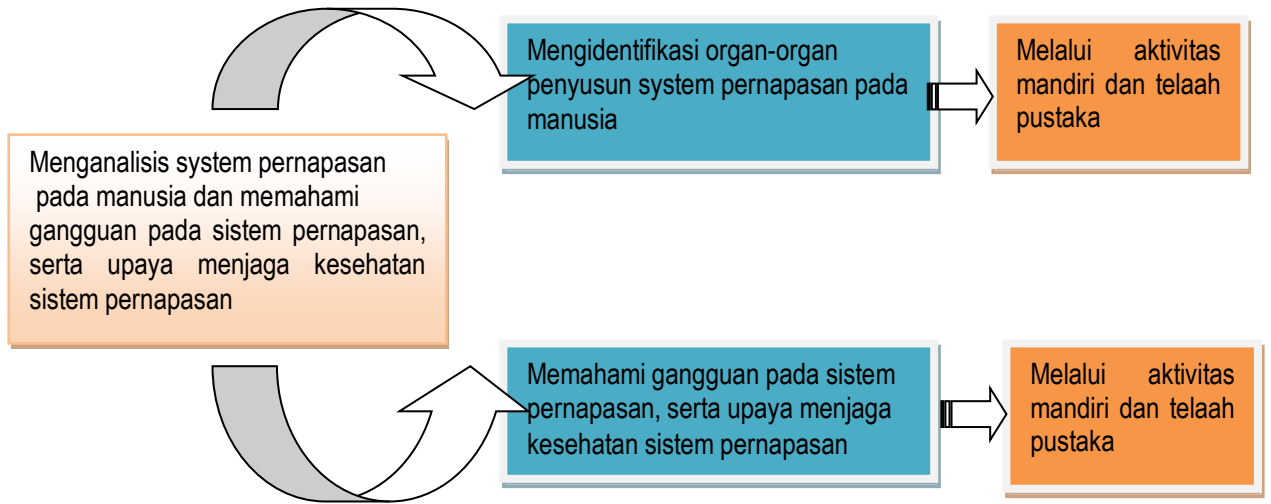 Menganalisis system pernapasan
pada manusia dan memahami
gangguan pada sistem pernapasan,
serta upaya menjaga kesehatan
sistem pernapasan
Mengidentifikasi organ-organ
penyusun system pernapasan pada
manusia
Melalui aktivitas
mandiri dan telaah
pustaka
Memahami gangguan pada sistem
pernapasan, serta upaya menjaga
kesehatan sistem pernapasan
Melalui aktivitas
mandiri dan telaah
pustaka